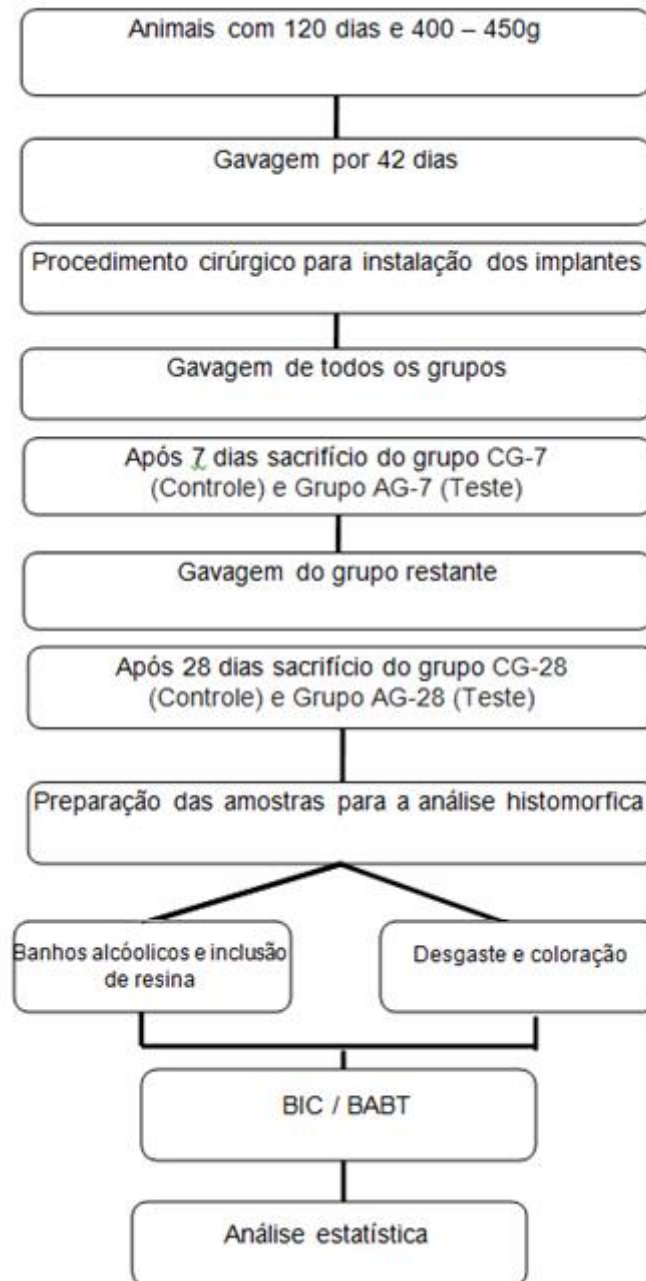 Animais com 120 dias e 400 – 450g
Gavagem por 42 dias
Procedimento cirúrgico para instalação dos implantes
Gavagem de todos os grupos
Após 7 dias sacrifício do grupo CG-7
(Controle) e Grupo AG-7 (Teste)
Gavagem do grupo restante
Após 28 dias sacrifício do grupo CG-28
(Controle) e Grupo AG-28 (Teste)
Preparação das amostras para a análise histomorfica
Banhos alcóolicos e inclusão
de resina
Desgaste e coloração
BIC / BABT
Análise estatística